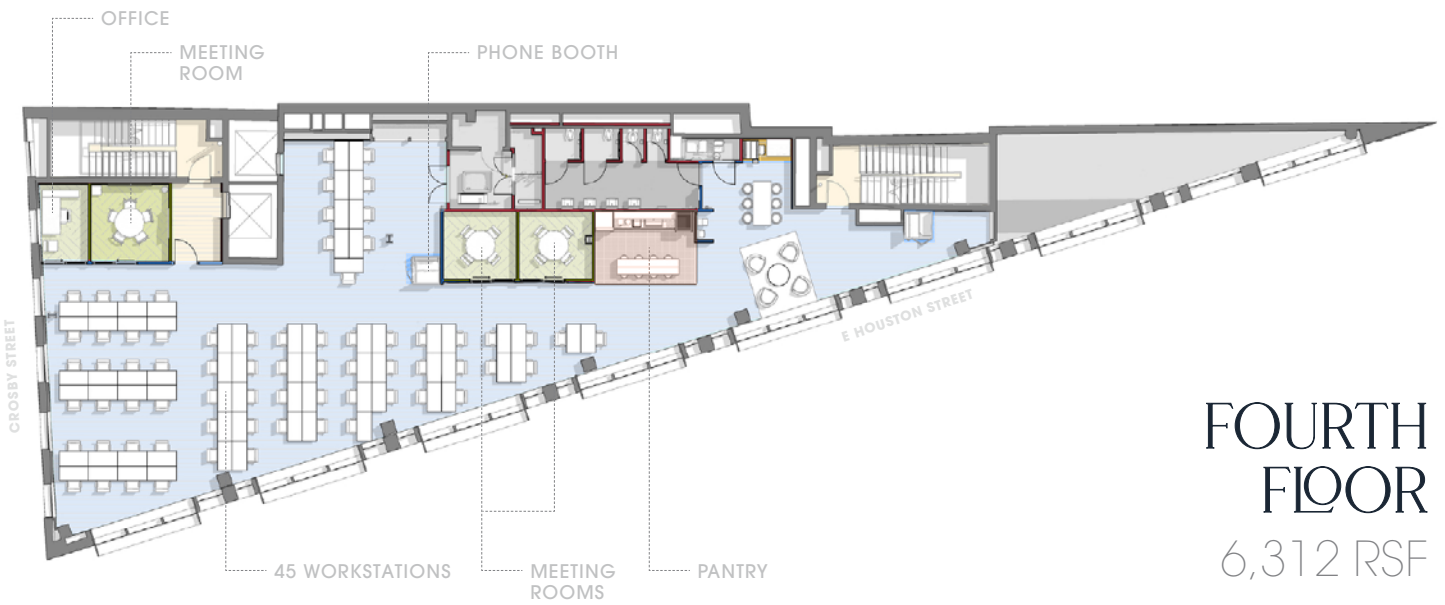 OFFICE
MEETING
ROOM
PHONE BOOTH
CROSBY STREET
E HOUSTON STREET
45 WORKSTATIONS
MEETING
ROOMS
PANTRY
FOURTH
FLOOR
6,312 RSF